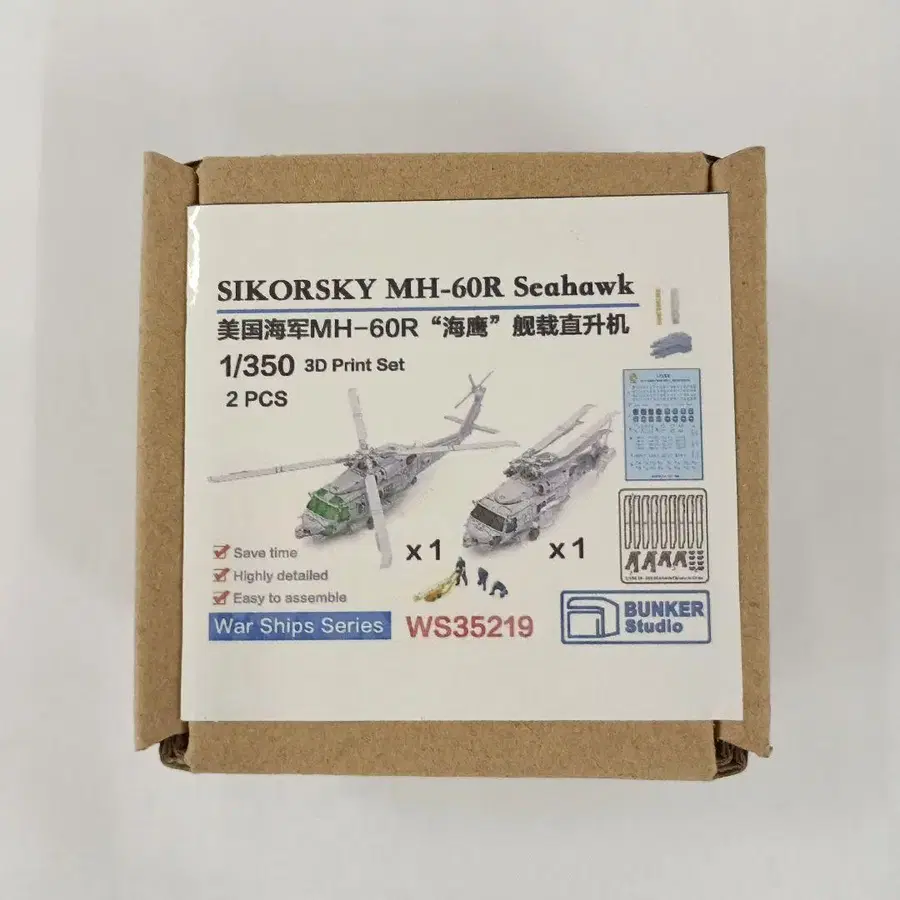 SIKORSKY MH-60R Seahawk
美国海军MH-60R“海鹰”舰载直升机
1/350 3D Print Set
2 PCS
x 1
x 1
Save time
Highly detailed
Easy to assemble
War Ships Series
WS35219
BUNKER
Studio